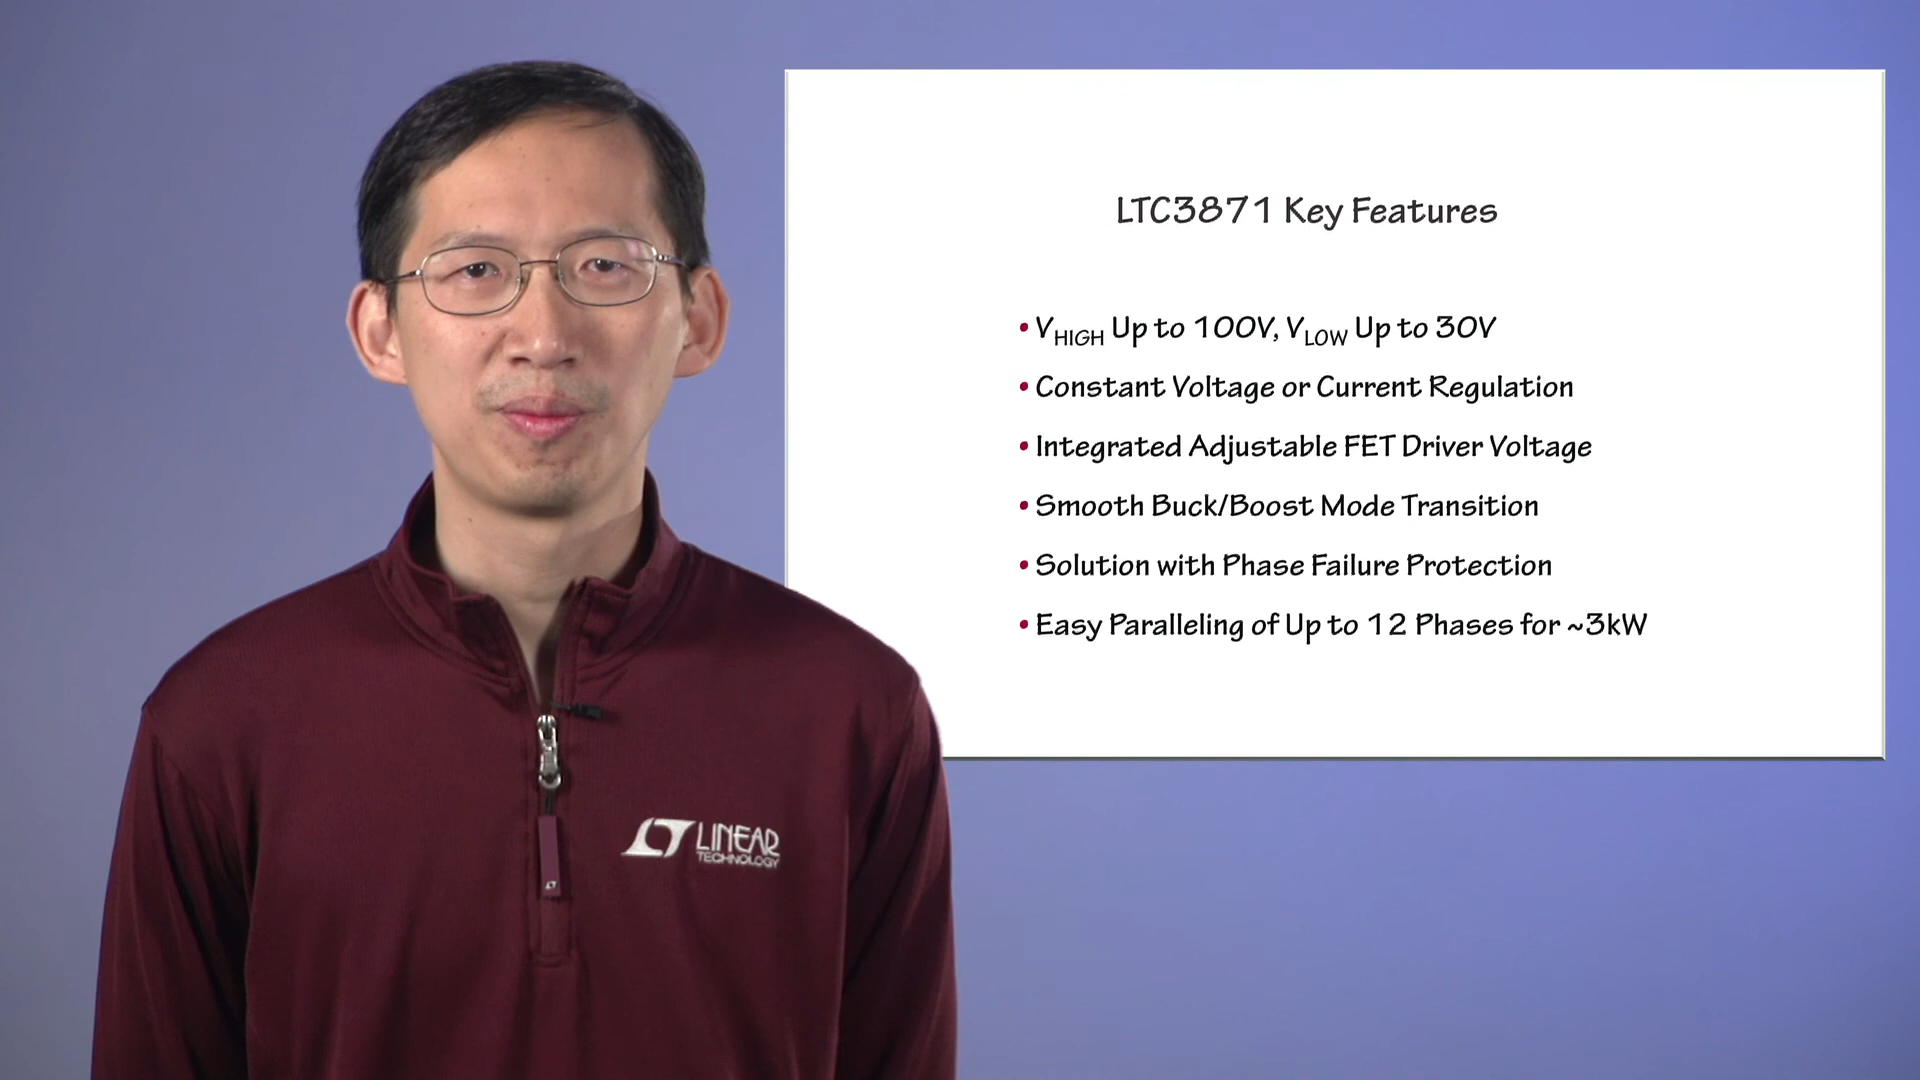 LTC3871 Key Features
• VHIGH Up to 100V, VLOW Up to 30V
• Constant Voltage or Current Regulation
• Integrated Adjustable FET Driver Voltage
• Smooth Buck/Boost Mode Transition
• Solution with Phase Failure Protection
• Easy Paralleling of Up to 12 Phases for ~3kW
LINEAR
TECHNOLOGY